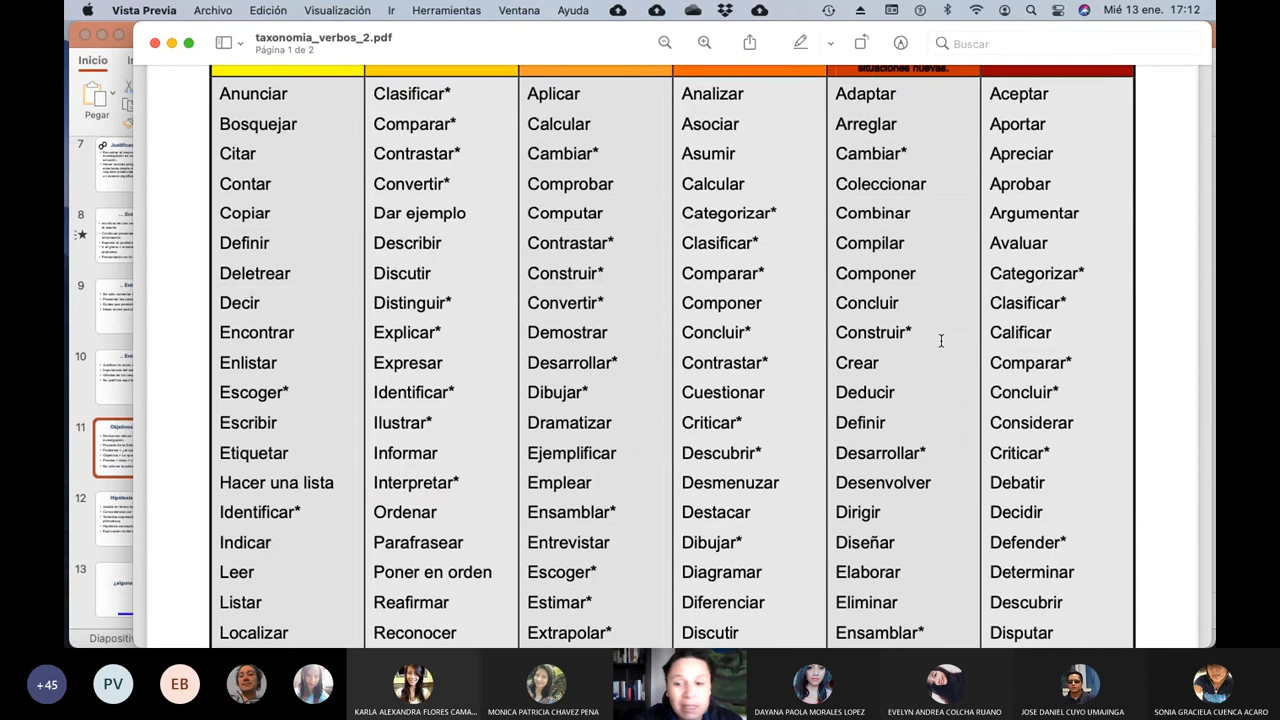 Vista Previa Archivo Edición Visualización Ir Herramientas Ventana Ayuda Mié 13 ene. 17:12
taxonomia_verbos_2.pdf
Página 1 de 2
Buscar
Inicio
Pegar
situaciones nuevas.
Anunciar Clasificar* Aplicar Analizar Adaptar Aceptar
Bosquejar Comparar* Calcular Asociar Arreglar Aportar
Citar Contrastar* Cambiar* Asumir Cambiar* Apreciar
Contar Convertir* Comprobar Calcular Coleccionar Aprobar
Copiar Dar ejemplo Computar Categorizar* Combinar Argumentar
Definir Describir Contrastar* Clasificar* Compilar Avaluar
Deletrear Discutir Construir* Comparar* Componer Categorizar*
Decir Distinguir* Convertir* Componer Concluir Clasificar*
Encontrar Explicar* Demostrar Concluir* Construir* Calificar
Enlistar Expresar Desarrollar* Contrastar* Crear Comparar*
Escoger* Identificar* Dibujar* Cuestionar Deducir Concluir*
Escribir Ilustrar* Dramatizar Criticar* Definir Considerar
Etiquetar Informar Ejemplificar Descubrir* Desarrollar* Criticar*
Hacer una lista Interpretar* Emplear Desmenuzar Desenvolver Debatir
Identificar* Ordenar Ensamblar* Destacar Dirigir Decidir
Indicar Parafrasear Entrevistar Dibujar* Diseñar Defender*
Leer Poner en orden Escoger* Diagramar Elaborar Determinar
Listar Reafirmar Estimar* Diferenciar Eliminar Descubrir
Localizar Reconocer Extrapolar* Discutir Ensamblar* Disputar
7
8
9
10
11
Objetivos
12
13
Diapositiv
+45 PV EB
KARLA ALEXANDRA FLORES CAMA... MONICA PATRICIA CHAVEZ PENA DAYANA PAOLA MORALES LOPEZ EVELYN ANDREA COLCHA RUANO JOSE DANIEL CUYO UMAJINGA SONIA GRACIELA CUENCA ACARO